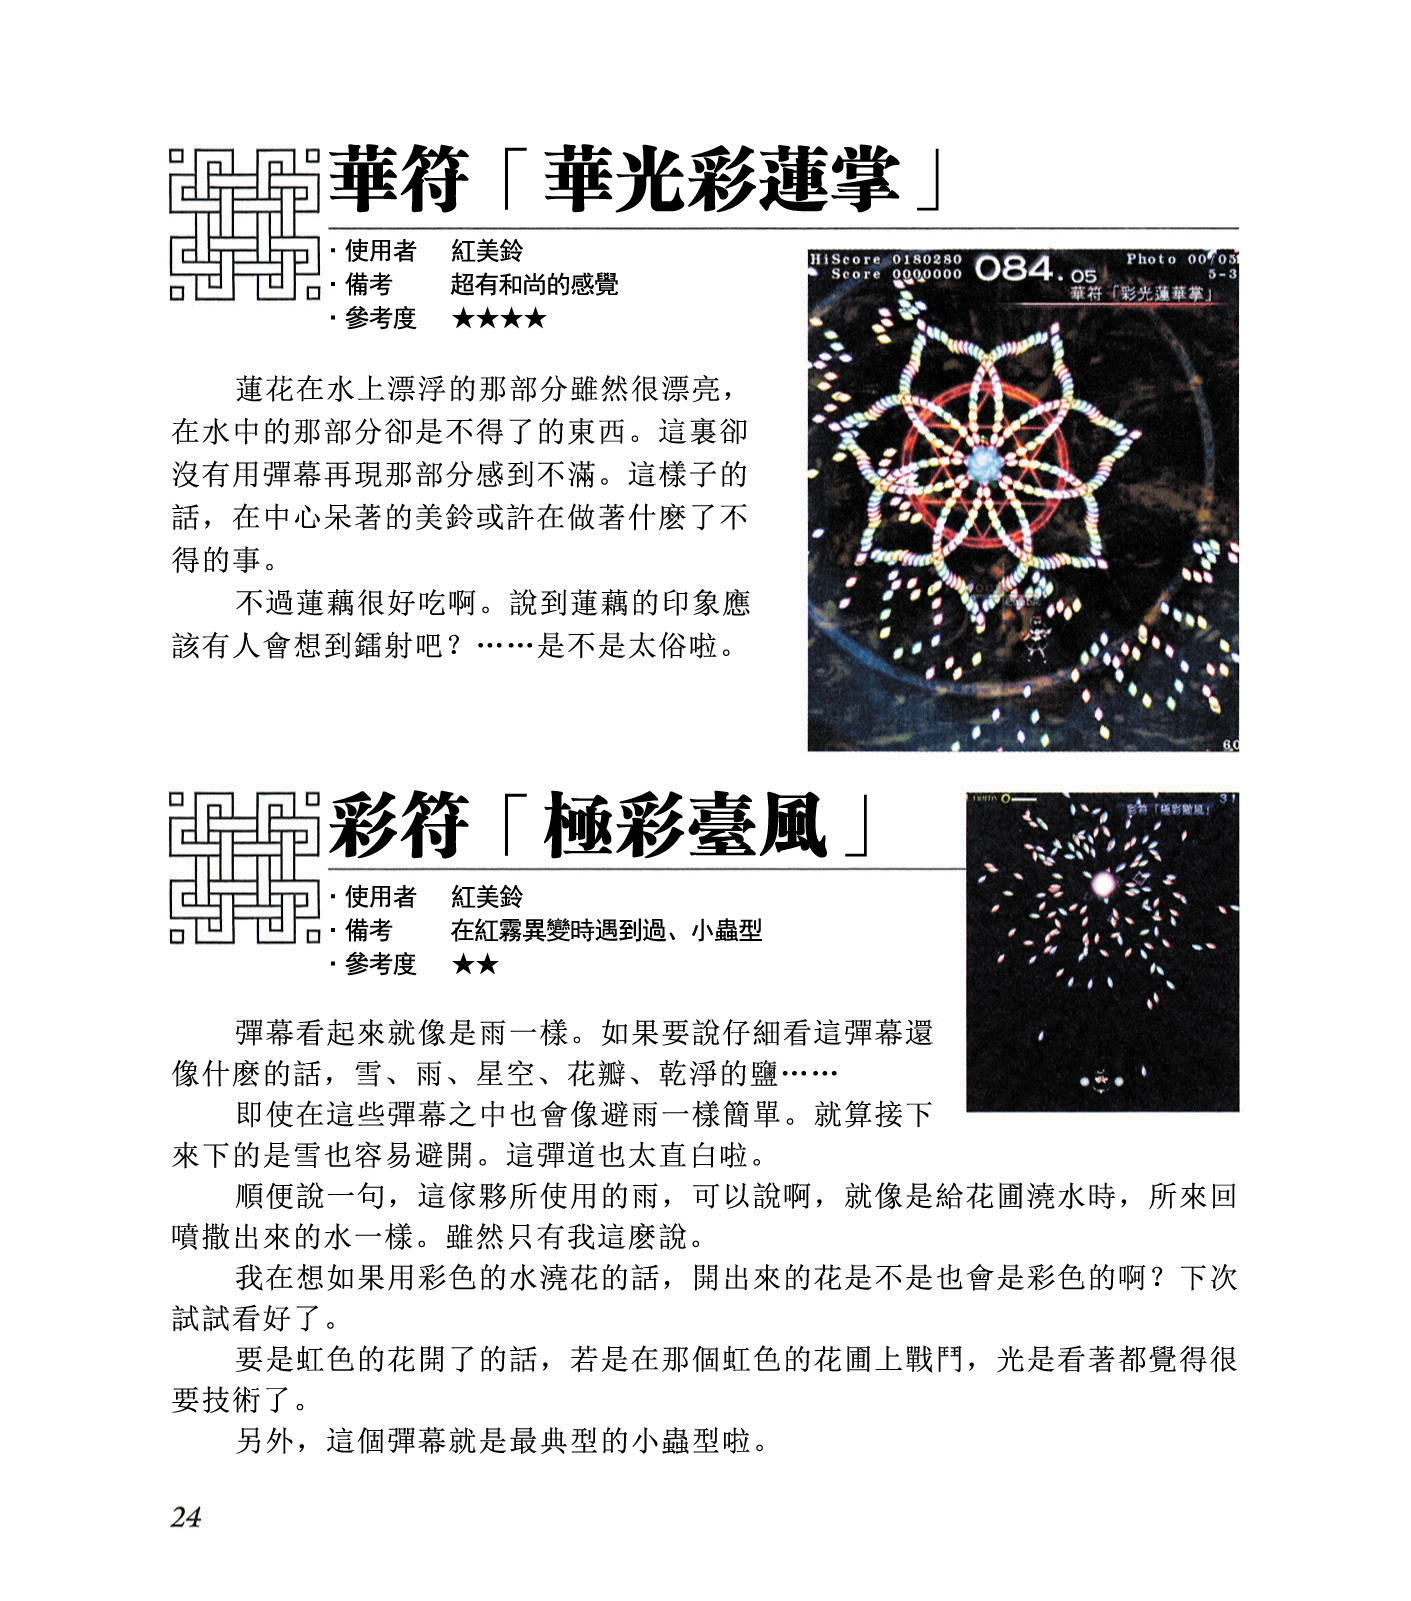 華符「華光彩蓮掌」
・使用者 紅美鈴
・備考 超有和尚的感覺
・參考度 ★★★★
HiScore 0180280
Score 0000000
084.05
Photo 00/05
5-3
華符「彩光蓮華掌」
60
蓮花在水上漂浮的那部分雖然很漂亮，
在水中的那部分卻是不得了的東西。這裏卻
沒有用彈幕再現那部分感到不滿。這樣子的
話，在中心呆著的美鈴或許在做著什麽了不
得的事。
不過蓮藕很好吃啊。說到蓮藕的印象應
該有人會想到鐳射吧？……是不是太俗啦。
彩符「極彩臺風」
・使用者 紅美鈴
・備考 在紅霧異變時遇到過、小蟲型
・參考度 ★★
Enemy
31
彩符「極彩颱風」
彈幕看起來就像是雨一樣。如果要說仔細看這彈幕還
像什麽的話，雪、雨、星空、花瓣、乾淨的鹽……
即使在這些彈幕之中也會像避雨一樣簡單。就算接下
來下的是雪也容易避開。這彈道也太直白啦。
順便說一句，這傢夥所使用的雨，可以說啊，就像是給花圃澆水時，所來回
噴撒出來的水一樣。雖然只有我這麽說。
我在想如果用彩色的水澆花的話，開出來的花是不是也會是彩色的啊？下次
試試看好了。
要是虹色的花開了的話，若是在那個虹色的花圃上戰鬥，光是看著都覺得很
要技術了。
另外，這個彈幕就是最典型的小蟲型啦。
24